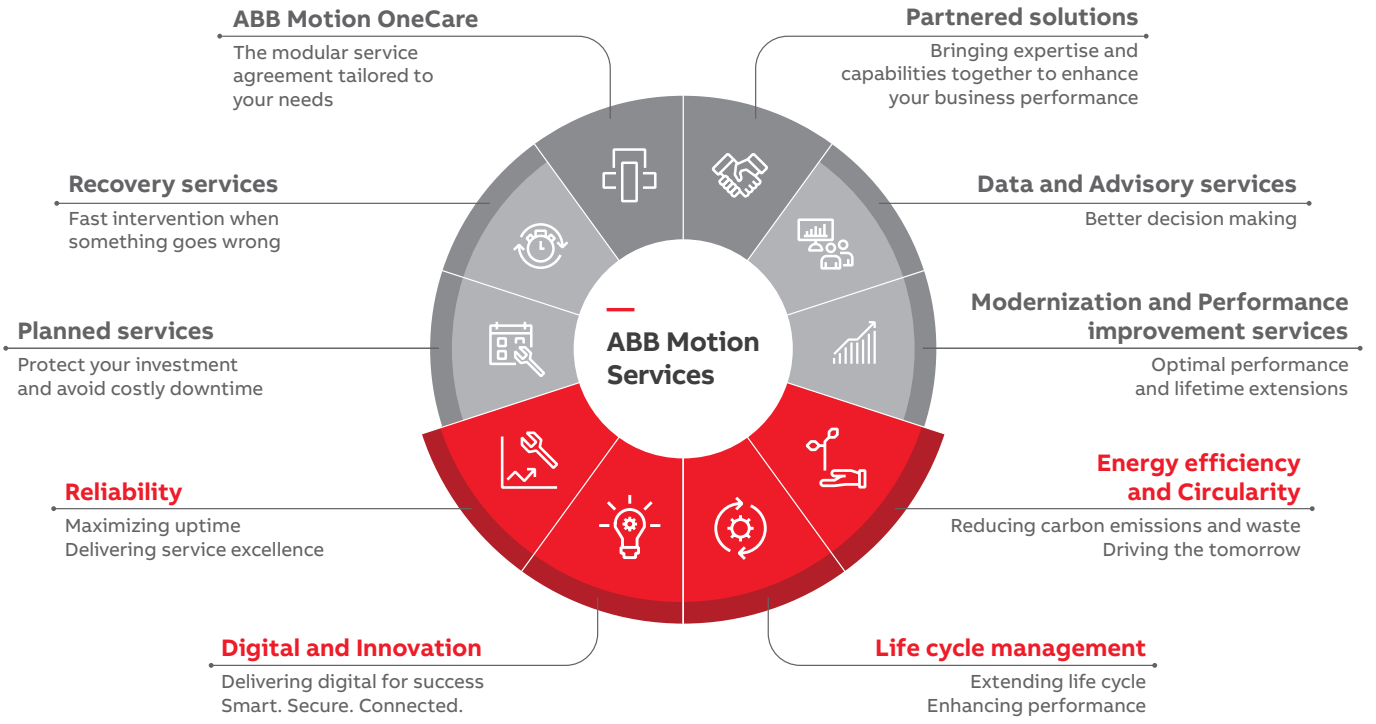 ABB Motion OneCare
The modular service
agreement tailored to
your needs
Partnered solutions
Bringing expertise and
capabilities together to enhance
your business performance
Recovery services
Fast intervention when
something goes wrong
Data and Advisory services
Better decision making
Planned services
Protect your investment
and avoid costly downtime
ABB Motion
Services
Modernization and Performance
improvement services
Optimal performance
and lifetime extensions
Reliability
Maximizing uptime
Delivering service excellence
Energy efficiency
and Circularity
Reducing carbon emissions and waste
Driving the tomorrow
Digital and Innovation
Delivering digital for success
Smart. Secure. Connected.
Life cycle management
Extending life cycle
Enhancing performance